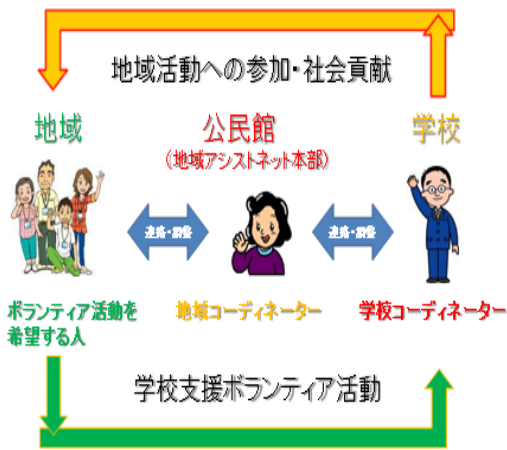 地域活動への参加・社会貢献
地域
公民館
学校
（地域アシストネット本部）
連絡・調整
連絡・調整
ボランティア活動を
希望する人
地域コーディネーター
学校コーディネーター
学校支援ボランティア活動